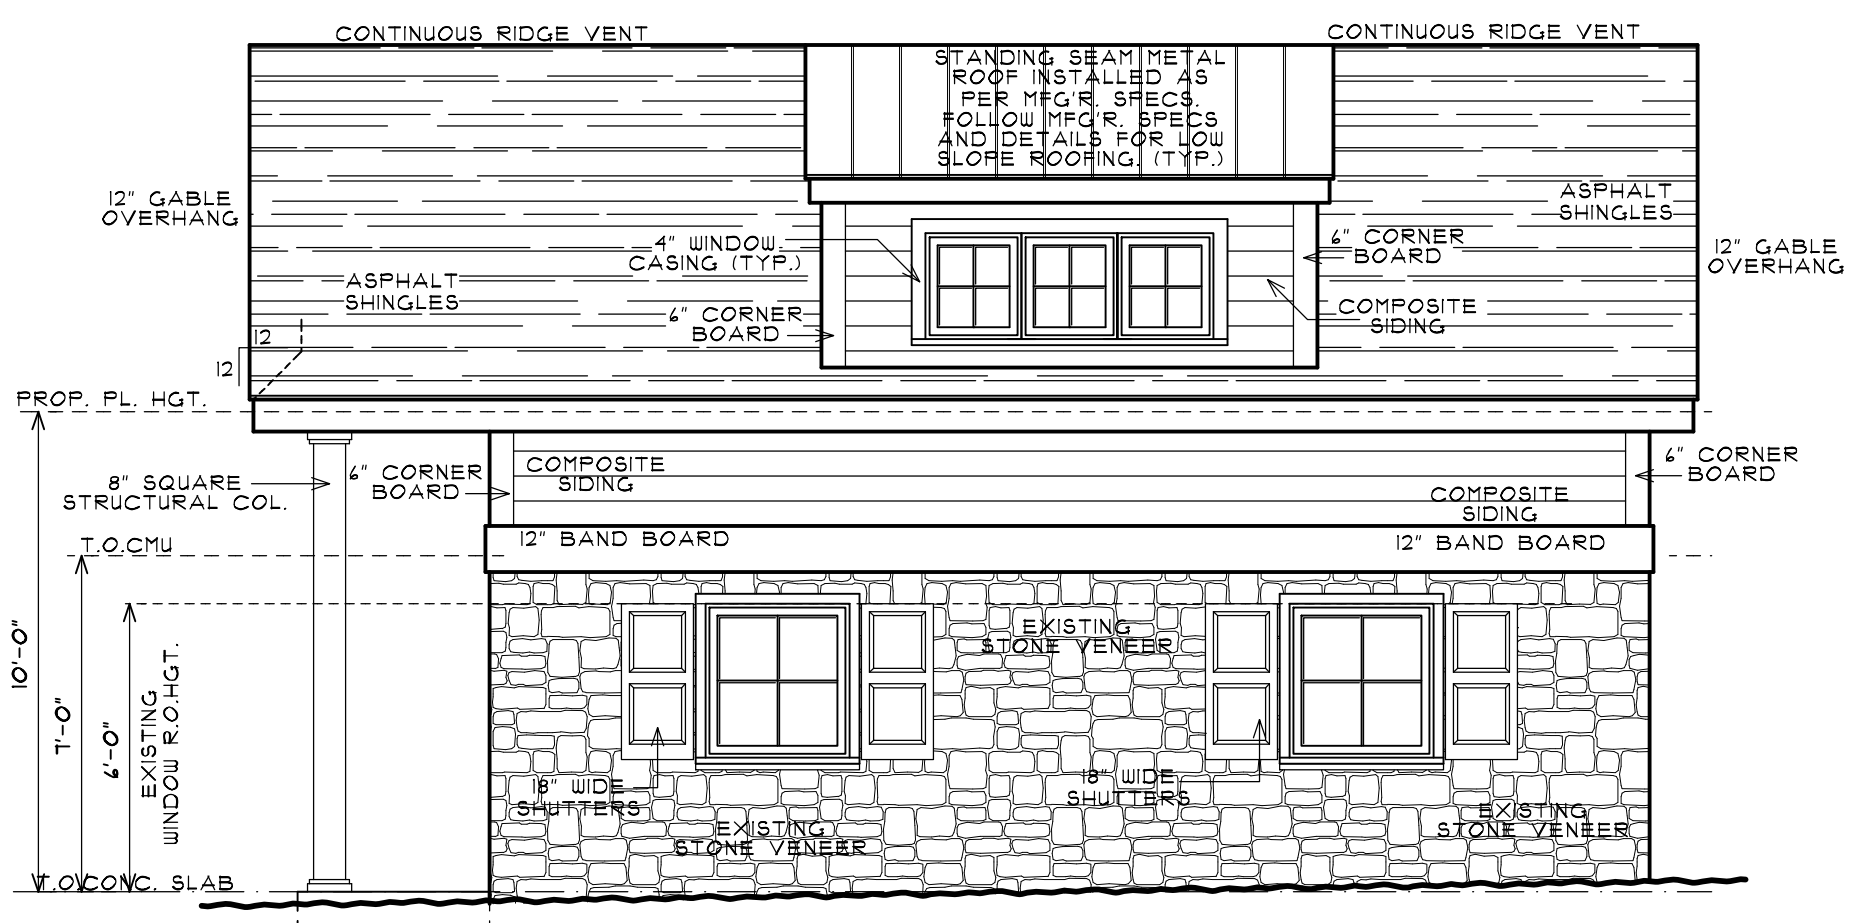 CONTINUOUS RIDGE VENT
CONTINUOUS RIDGE VENT
STANDING SEAM METAL
ROOF INSTALLED AS
PER MFG'R. SPECS.
FOLLOW MFG'R. SPECS
AND DETAILS FOR LOW
SLOPE ROOFING. (TYP.)
12" GABLE
OVERHANG
ASPHALT
SHINGLES
4" WINDOW
CASING (TYP.)
6" CORNER
BOARD
12" GABLE
OVERHANG
ASPHALT
SHINGLES
6" CORNER
BOARD
COMPOSITE
SIDING
12
12
PROP. PL. HGT.
8" SQUARE
STRUCTURAL COL.
6" CORNER
BOARD
COMPOSITE
SIDING
COMPOSITE
SIDING
6" CORNER
BOARD
T.O.CMU
12" BAND BOARD
12" BAND BOARD
10'-0"
7'-0"
6'-0"
EXISTING
WINDOW R.O.HGT.
EXISTING
STONE VENEER
18" WIDE
SHUTTERS
18" WIDE
SHUTTERS
EXISTING
STONE VENEER
EXISTING
STONE VENEER
T.O.CONC. SLAB